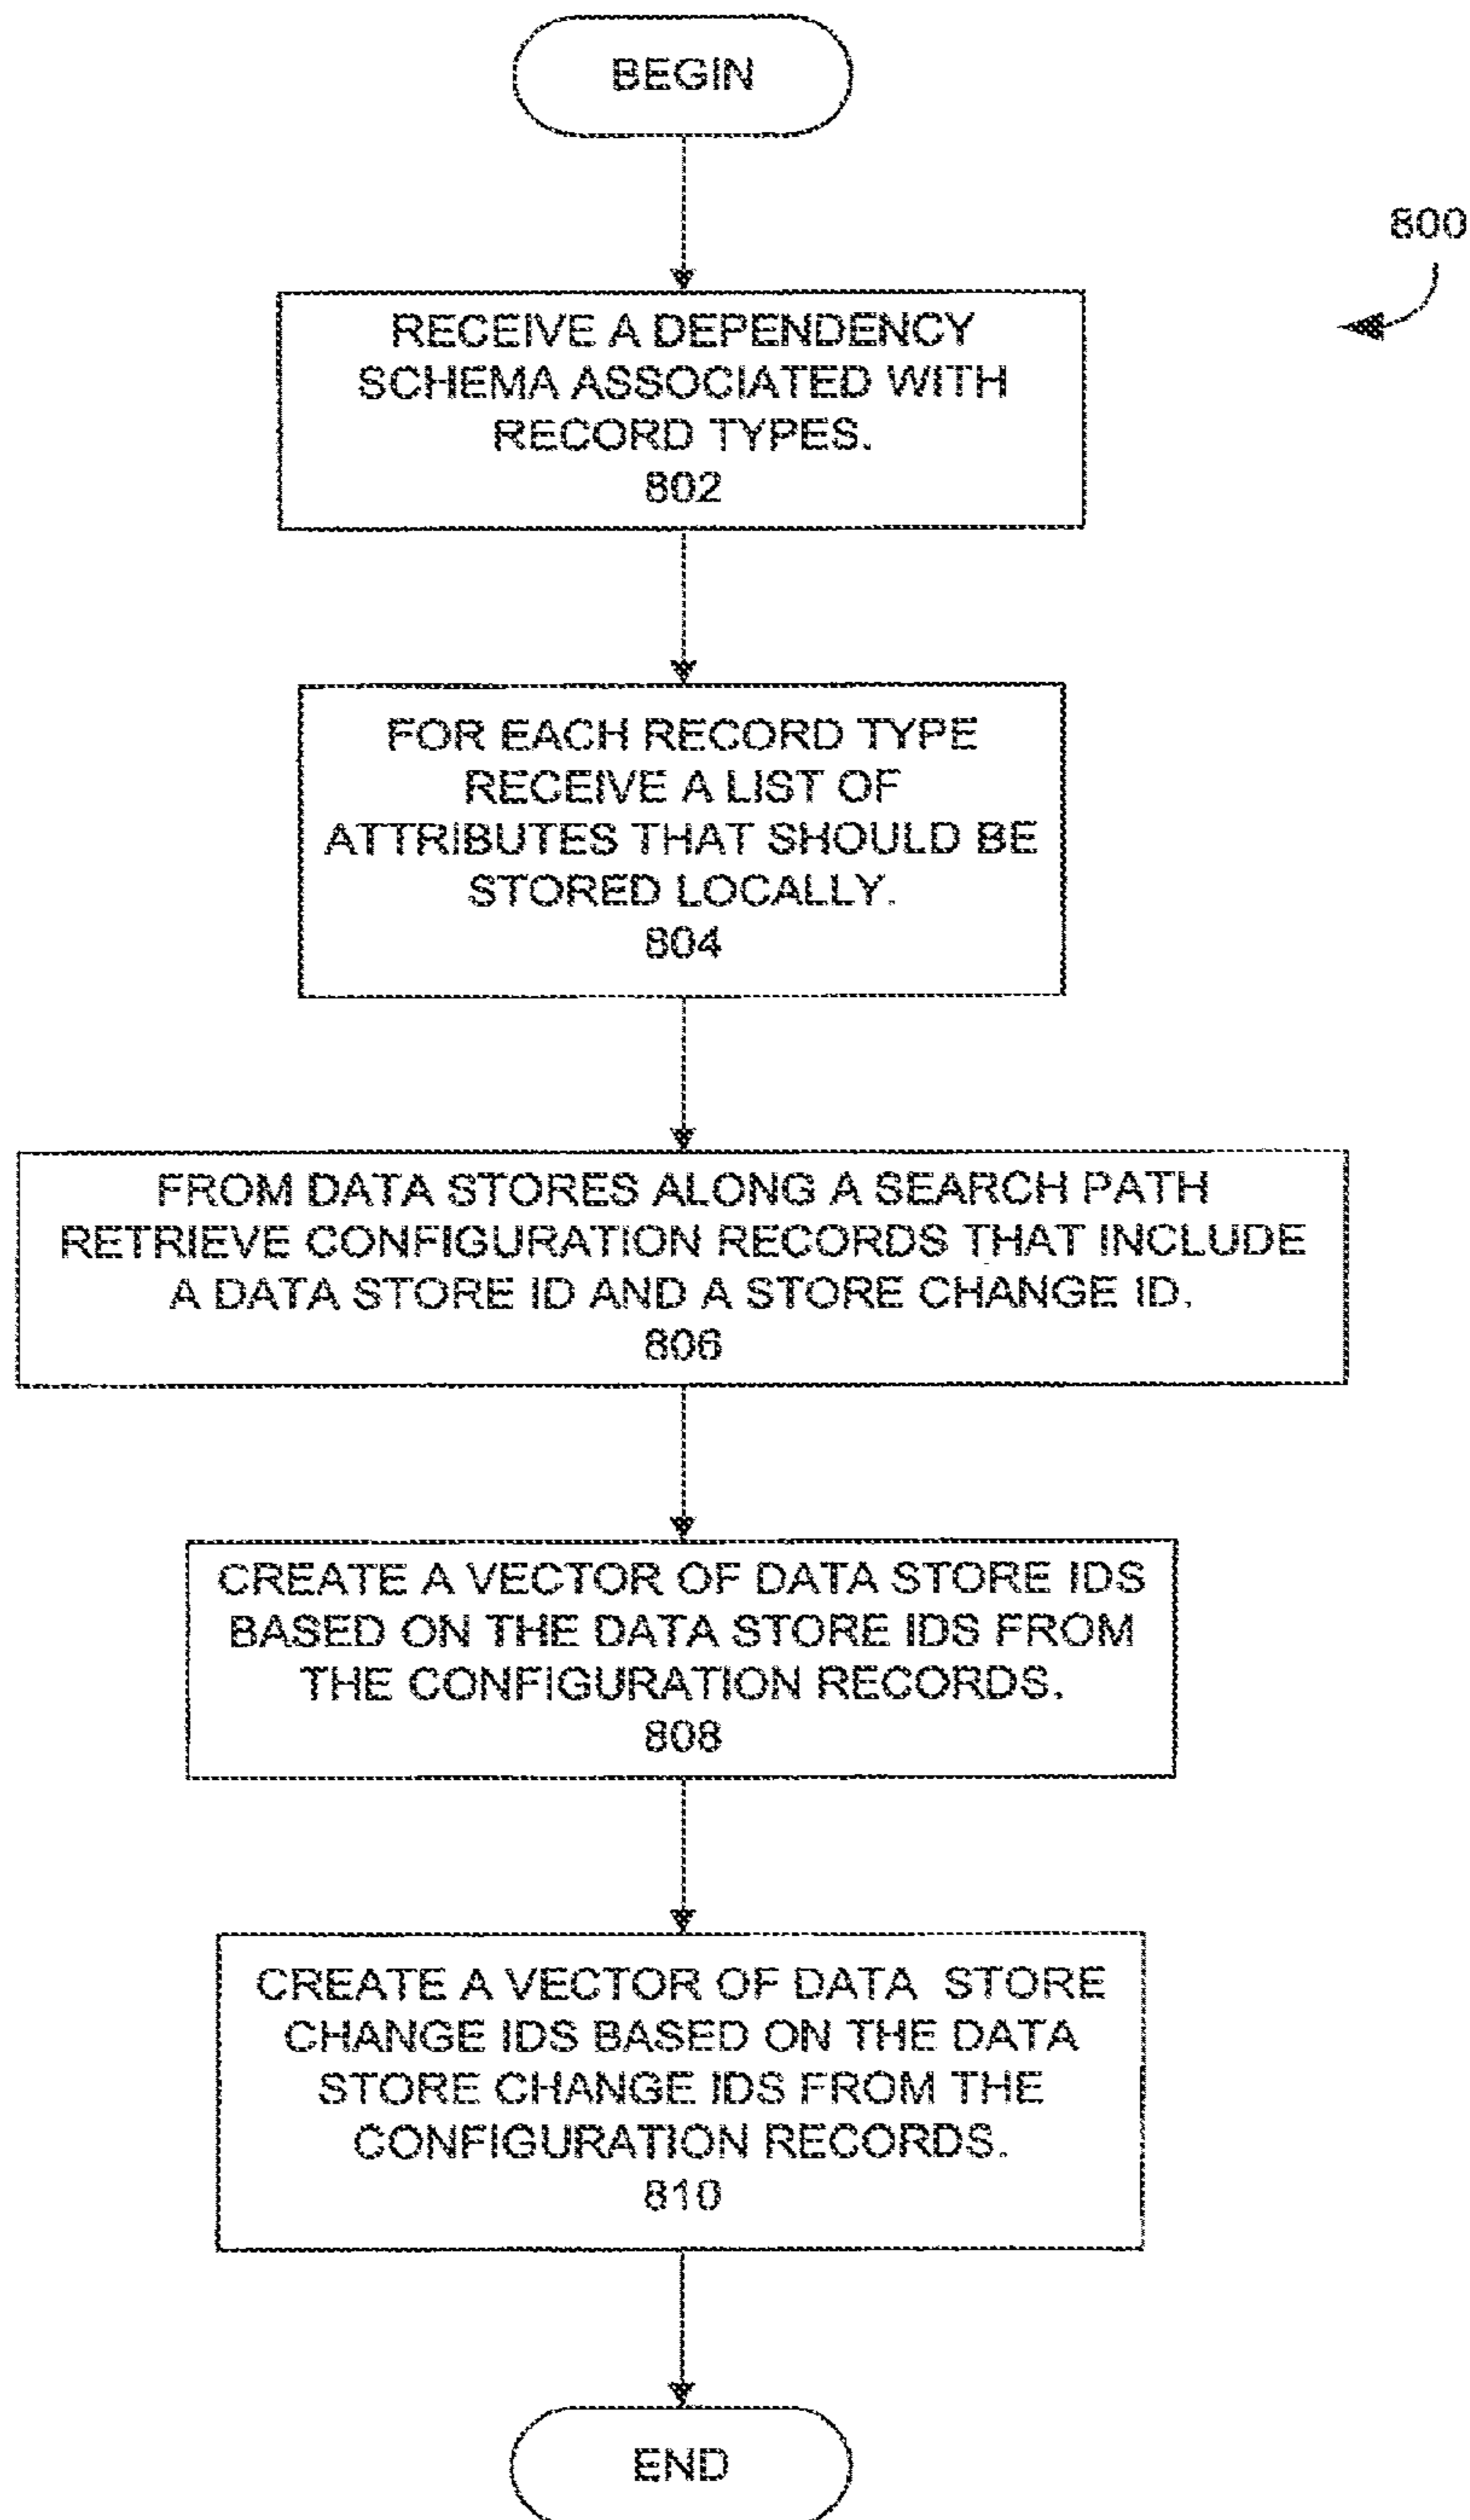 BEGIN
800
RECEIVE A DEPENDENCY
SCHEMA ASSOCIATED WITH
RECORD TYPES.
802
FOR EACH RECORD TYPE
RECEIVE A LIST OF
ATTRIBUTES THAT SHOULD BE
STORED LOCALLY.
804
FROM DATA STORES ALONG A SEARCH PATH
RETRIEVE CONFIGURATION RECORDS THAT INCLUDE
A DATA STORE ID AND A STORE CHANGE ID.
806
CREATE A VECTOR OF DATA STORE IDS
BASED ON THE DATA STORE IDS FROM
THE CONFIGURATION RECORDS.
808
CREATE A VECTOR OF DATA STORE
CHANGE IDS BASED ON THE DATA
STORE CHANGE IDS FROM THE
CONFIGURATION RECORDS.
810
END